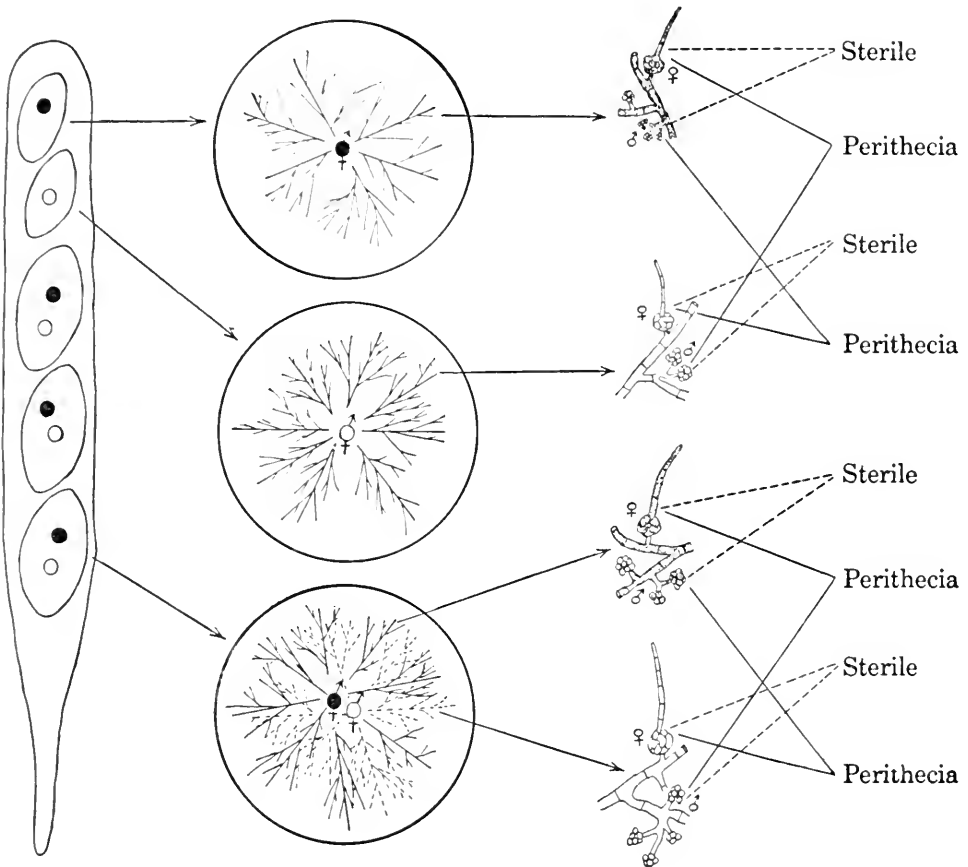 Sterile
♀
♂
Perithecia
Sterile
♀
♂
Perithecia
Sterile
♀
♂
Perithecia
Sterile
♀
♂
Perithecia